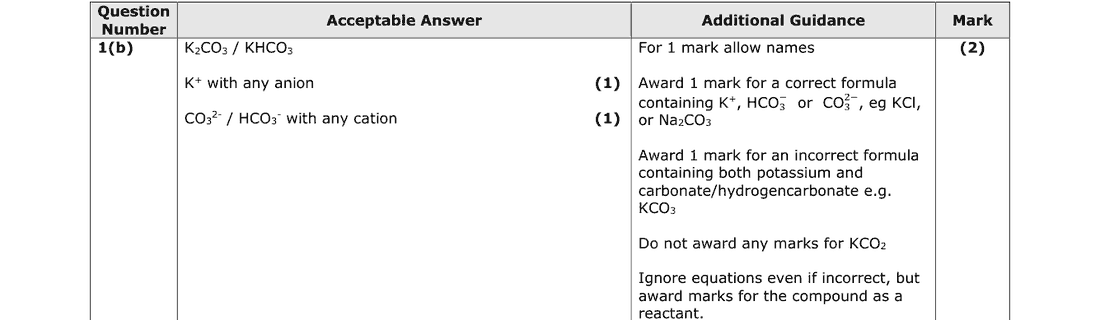 Question Number	Acceptable Answer	Additional Guidance	Mark
1(b)	K₂CO₃ / KHCO₃	For 1 mark allow names	(2)
K⁺ with any anion	(1)	Award 1 mark for a correct formula
containing K⁺, HCO₃⁻ or CO₃²⁻, eg KCl,
CO₃²⁻ / HCO₃⁻ with any cation	(1)	or Na₂CO₃
Award 1 mark for an incorrect formula
containing both potassium and
carbonate/hydrogencarbonate e.g.
KCO₃
Do not award any marks for KCO₂
Ignore equations even if incorrect, but
award marks for the compound as a
reactant.